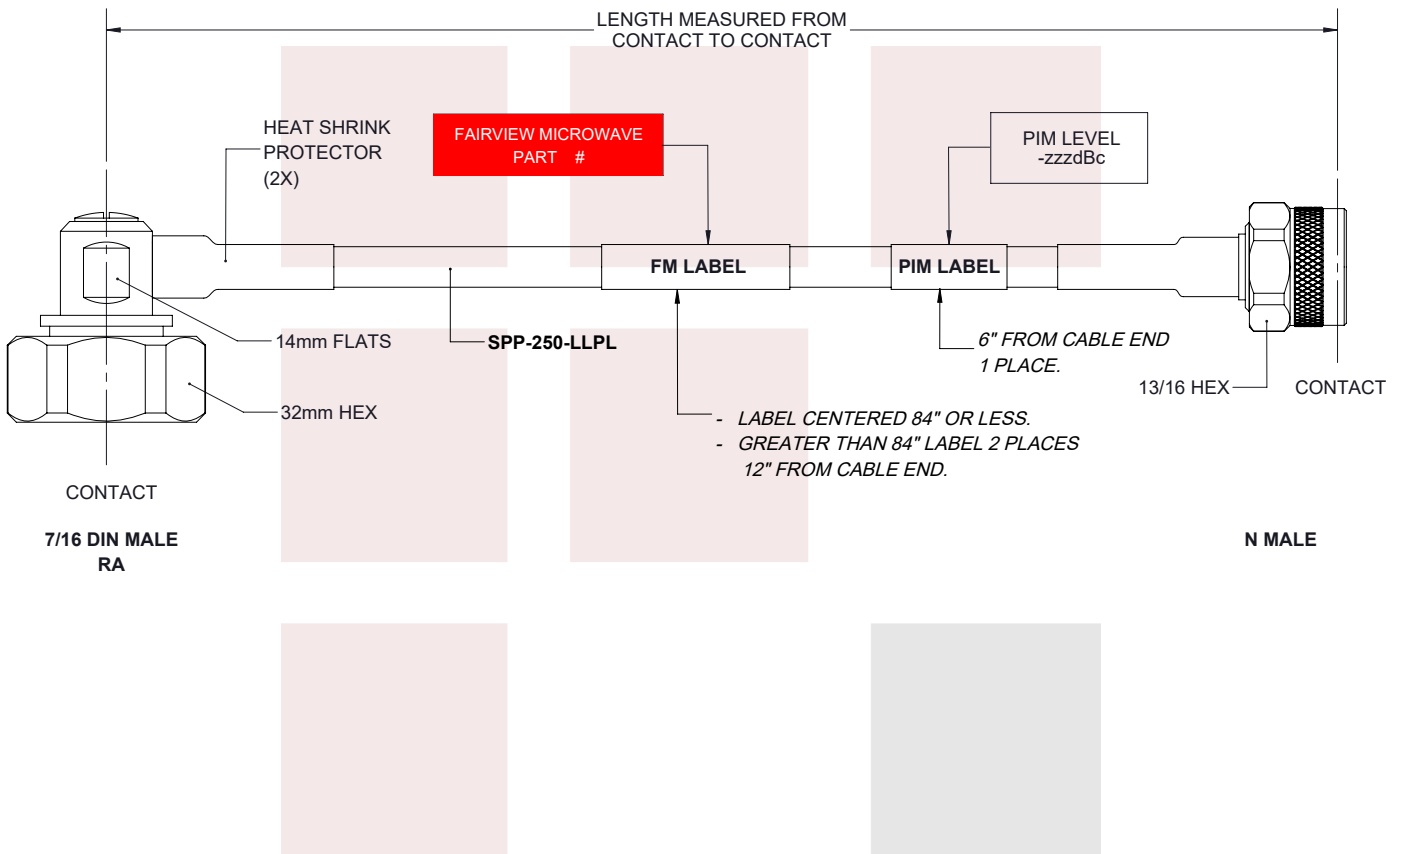 LENGTH MEASURED FROM
CONTACT TO CONTACT
HEAT SHRINK
PROTECTOR
(2X)
FAIRVIEW MICROWAVE
PART #
PIM LEVEL
-zzzdBc
FM LABEL
PIM LABEL
14mm FLATS
SPP-250-LLPL
6" FROM CABLE END
1 PLACE.
13/16 HEX
CONTACT
32mm HEX
- LABEL CENTERED 84" OR LESS.
- GREATER THAN 84" LABEL 2 PLACES
12" FROM CABLE END.
CONTACT
7/16 DIN MALE
RA
N MALE